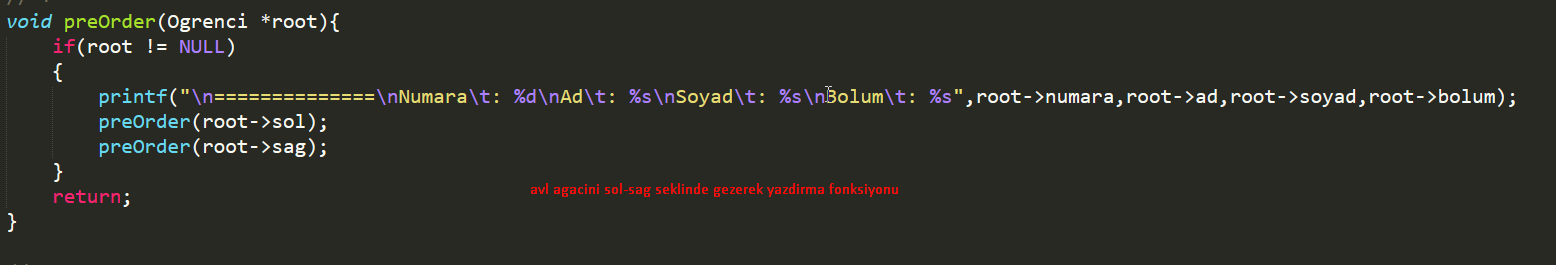 void preOrder(Ogrenci *root){
if(root != NULL)
{
printf("\n==============\nNumara\t: %d\nAd\t: %s\nSoyad\t: %s\nBolum\t: %s",root->numara,root->ad,root->soyad,root->bolum);
preOrder(root->sol);
preOrder(root->sag);
}
avl agacini sol-sag seklinde gezerek yazdirma fonksiyonu
return;
}